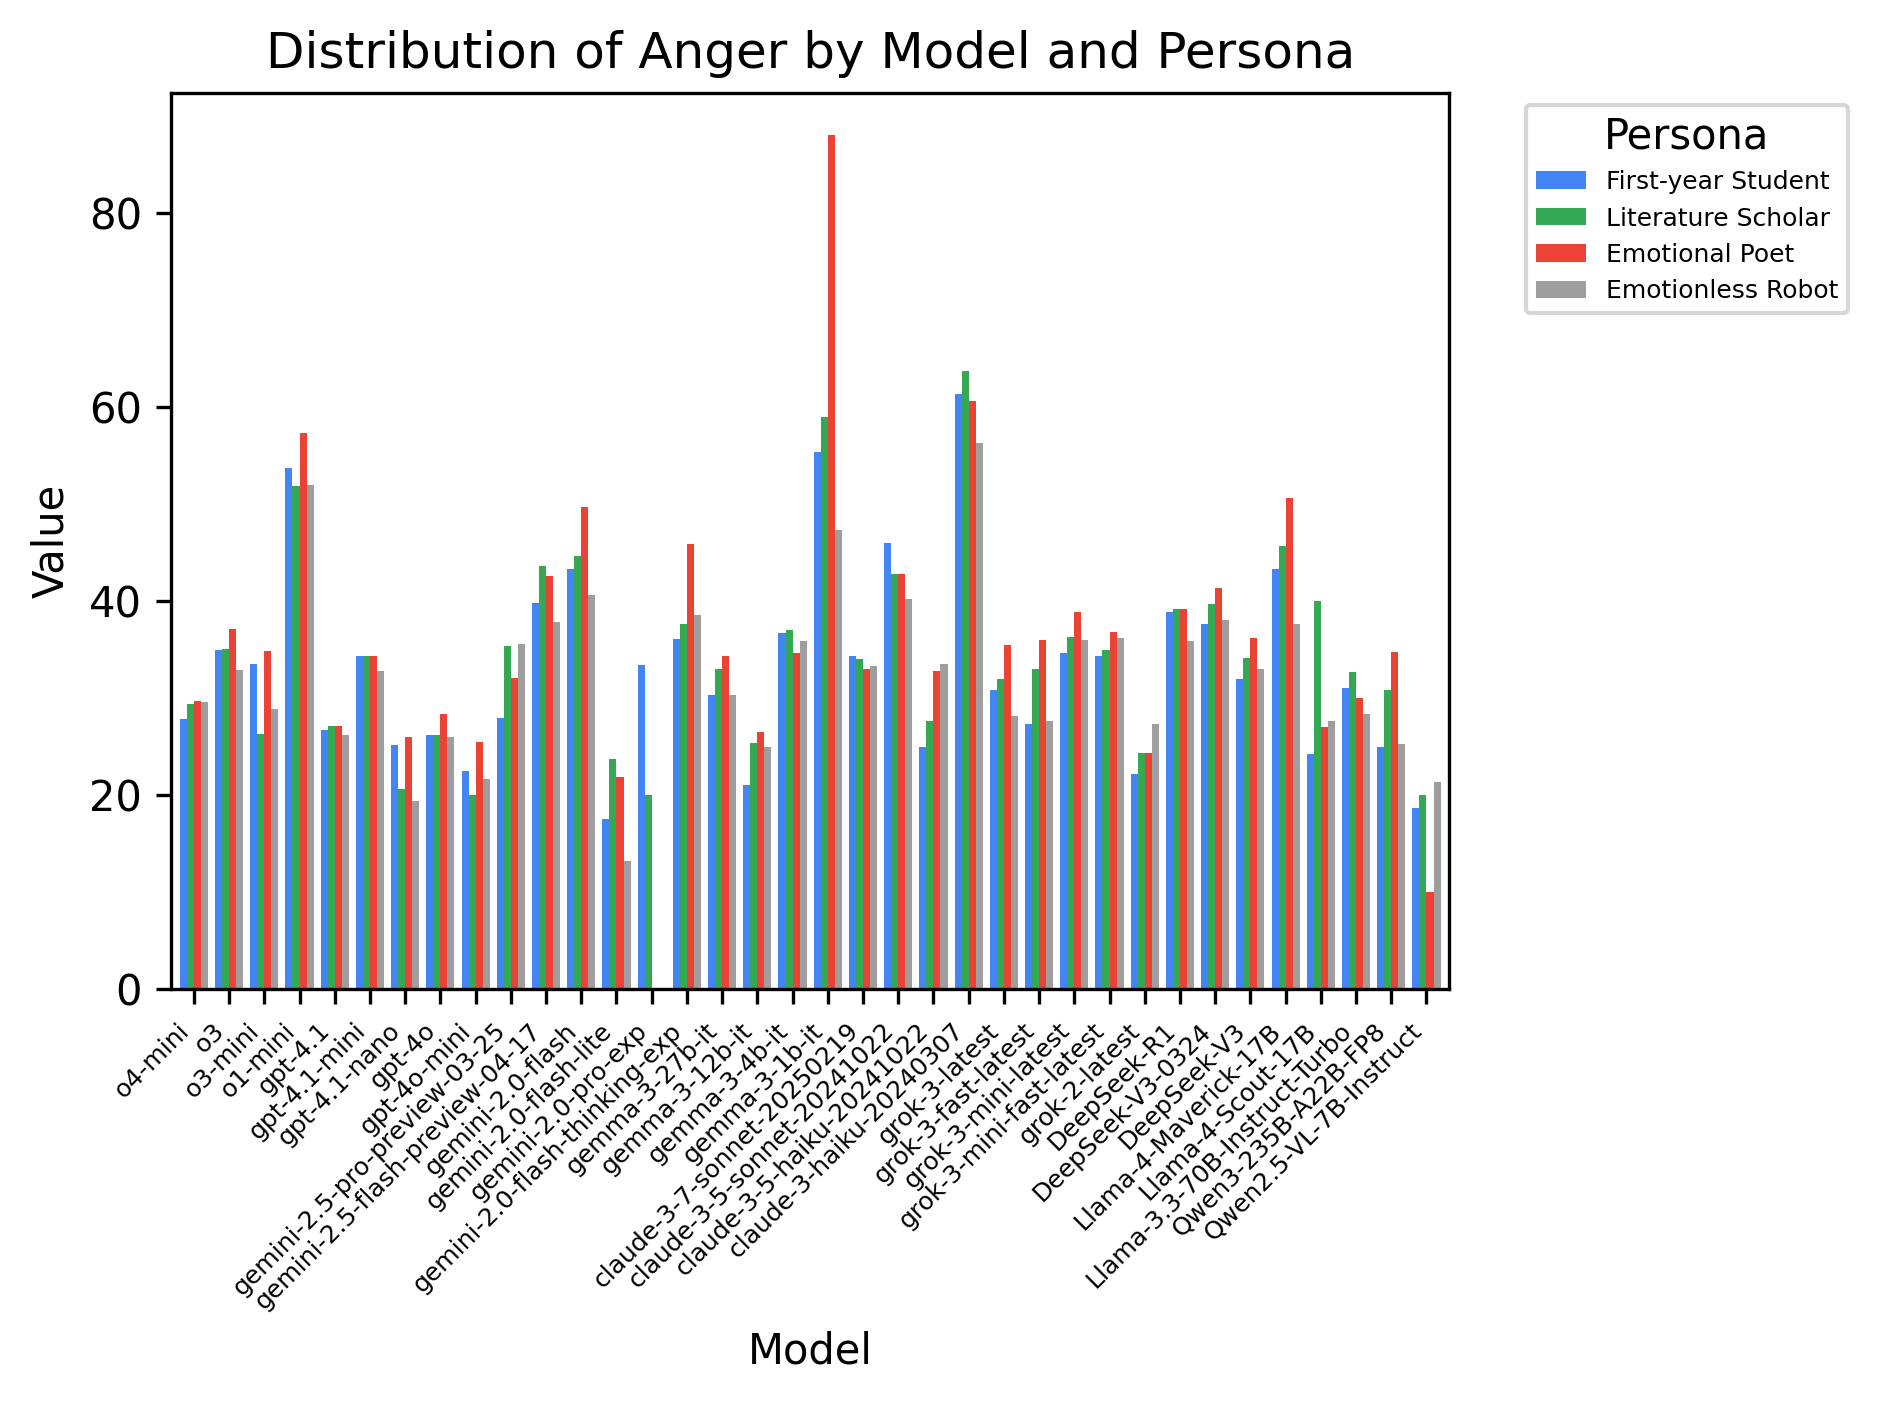 Distribution of Anger by Model and Persona
Persona
First-year Student
Literature Scholar
Emotional Poet
Emotionless Robot
Value
80
60
40
20
0
o4-mini
o3
o3-mini
o1-mini
gpt-4.1
gpt-4.1-mini
gpt-4.1-nano
gpt-4o
gpt-4o-mini
gemini-2.5-pro-preview-03-25
gemini-2.5-flash-preview-04-17
gemini-2.0-flash
gemini-2.0-flash-lite
gemini-2.0-pro-exp
gemini-2.0-flash-thinking-exp
gemma-3-27b-it
gemma-3-12b-it
gemma-3-4b-it
gemma-3-1b-it
claude-3-7-sonnet-20250219
claude-3-5-sonnet-20241022
claude-3-5-haiku-20241022
claude-3-haiku-20240307
grok-3-latest
grok-3-fast-latest
grok-3-mini-latest
grok-3-mini-fast-latest
grok-2-latest
DeepSeek-R1
DeepSeek-V3-0324
DeepSeek-V3
Llama-4-Maverick-17B
Llama-4-Scout-17B
Llama-3.3-70B-Instruct-Turbo
Qwen3-235B-A22B-FP8
Qwen2.5-VL-7B-Instruct
Model